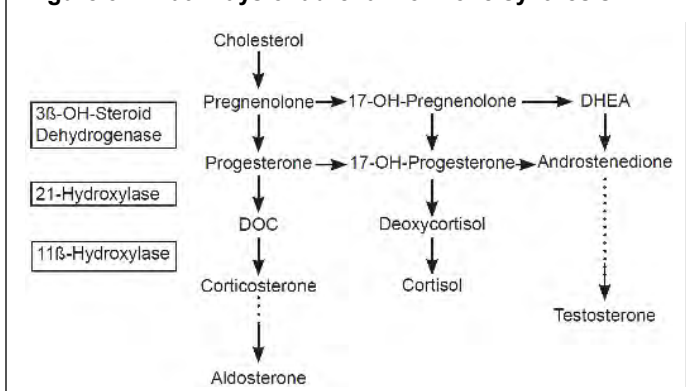 Cholesterol
Pregnenolone 17-OH-Pregnenolone DHEA
3ß-OH-Steroid
Dehydrogenase
Progesterone 17-OH-Progesterone Androstenedione
21-Hydroxylase
DOC Deoxycortisol
11ß-Hydroxylase
Corticosterone Cortisol
Testosterone
Aldosterone